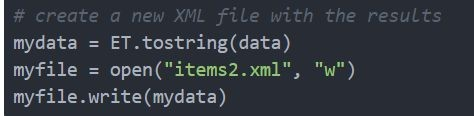 # create a new XML file with the results
mydata = ET.tostring(data)
myfile = open("items2.xml", "w")
myfile.write(mydata)